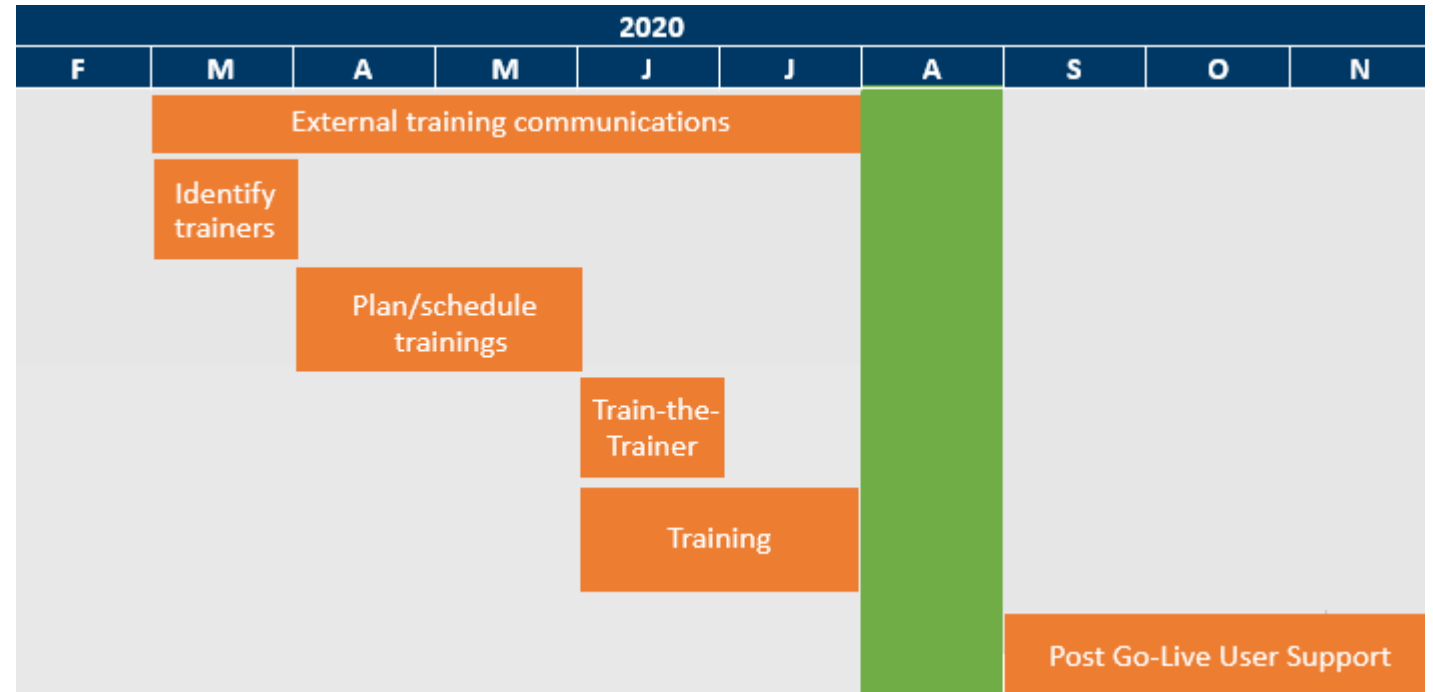 2020
F M A M J J A S O N
External training communications
Identify
trainers
Plan/schedule
trainings
Train-the-
Trainer
Training
Post Go-Live User Support